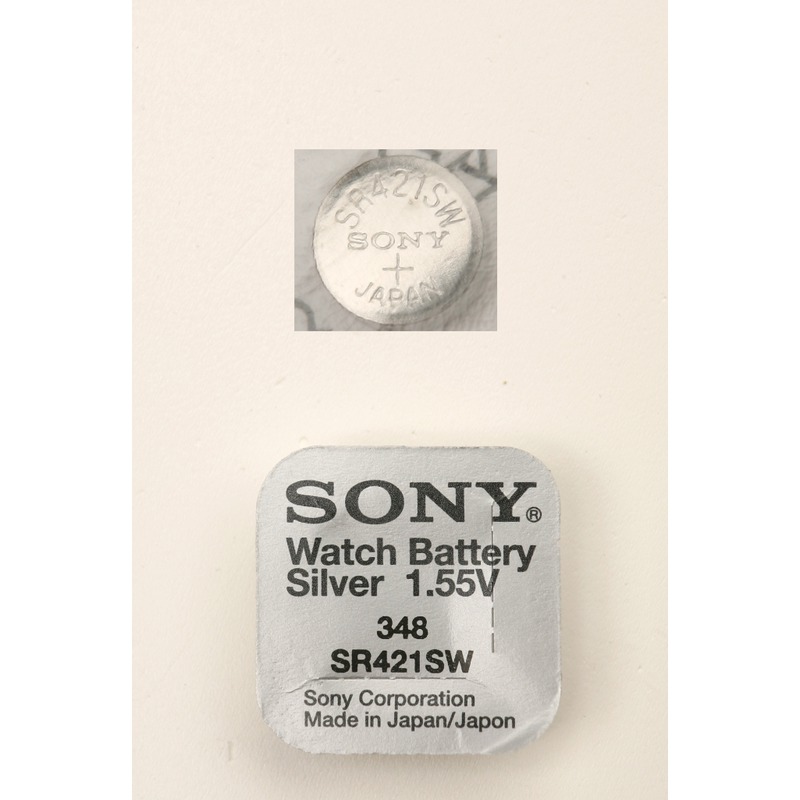 SR421SW
SONY
+
JAPAN
SONY®
Watch Battery
Silver 1.55V
348
SR421SW
Sony Corporation
Made in Japan/Japon